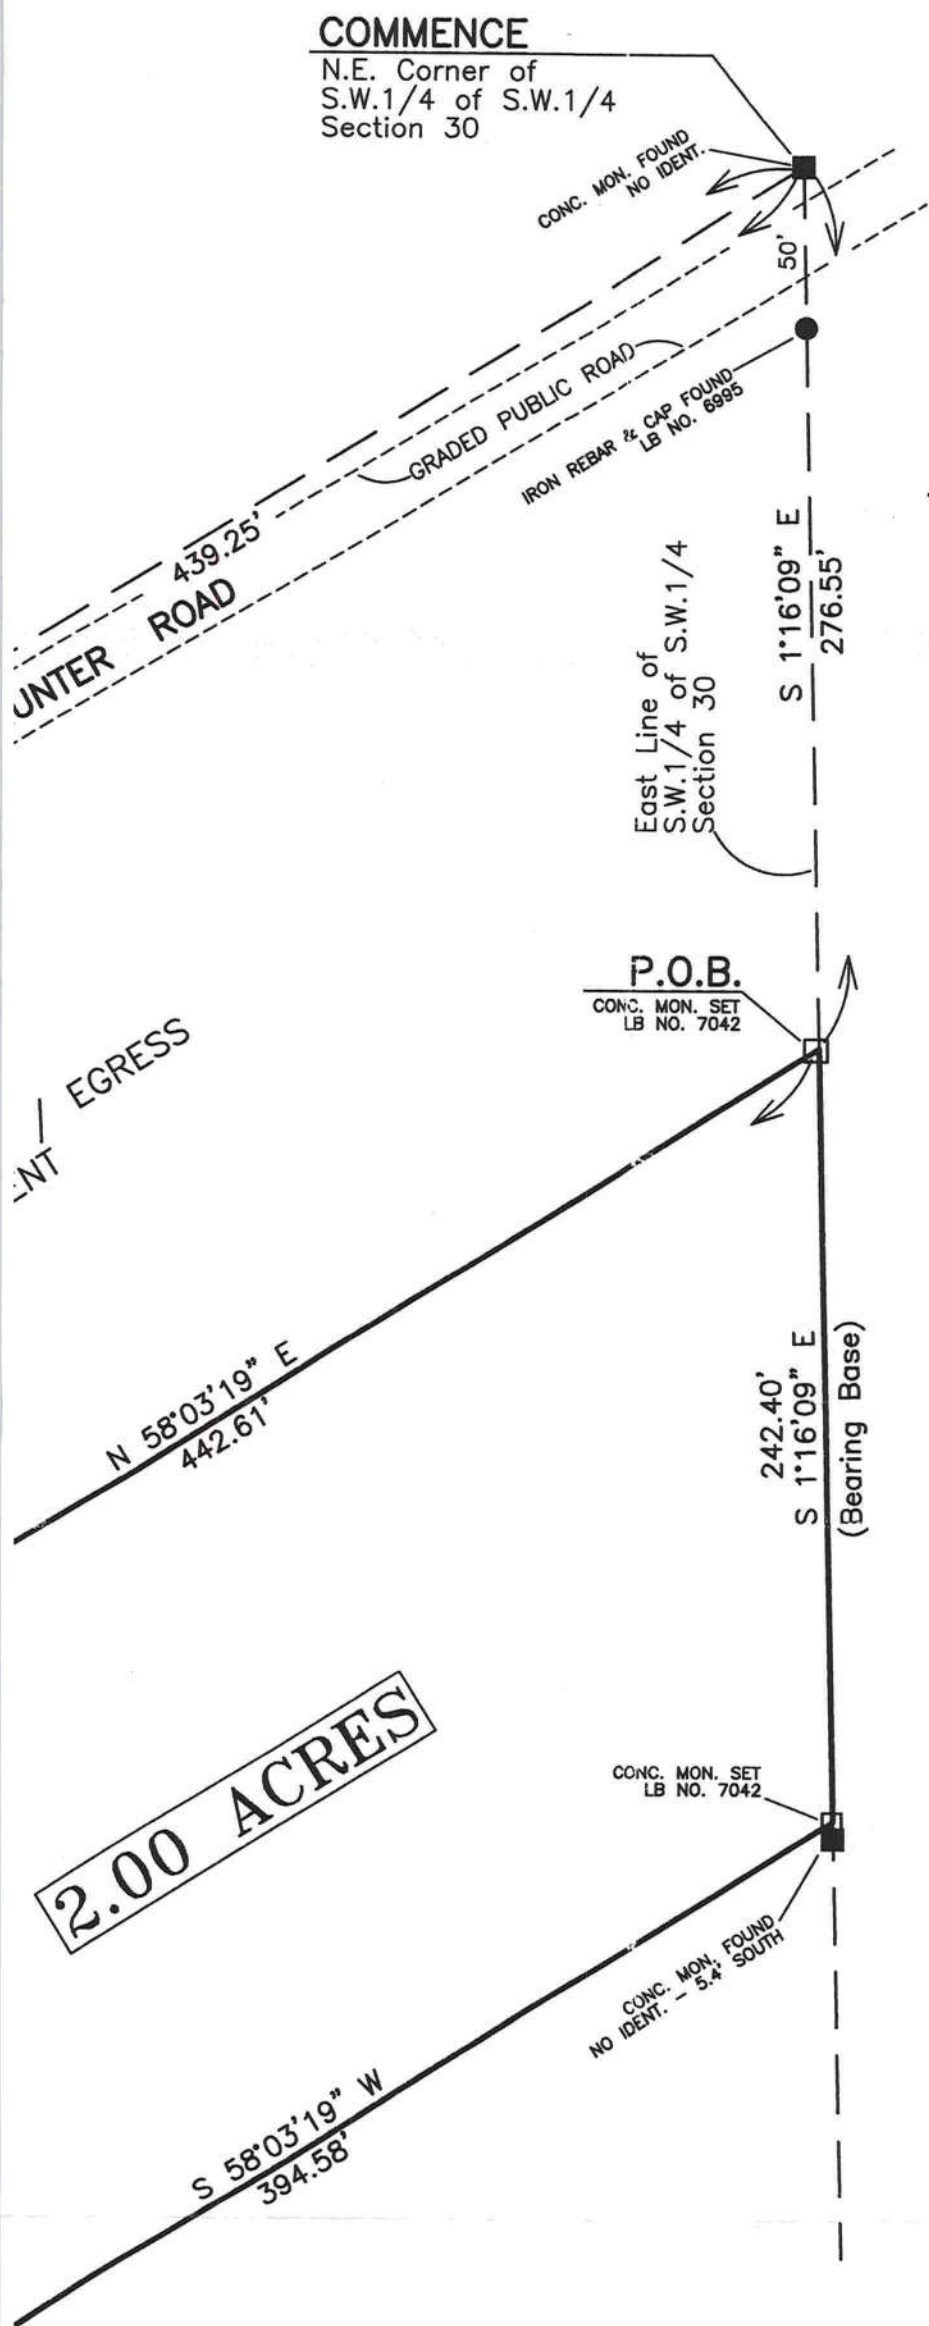 COMMENCE
N.E. Corner of
S.W.1/4 of S.W.1/4
Section 30
CONC. MON. FOUND
NO IDENT.
50'
GRADED PUBLIC ROAD
IRON REBAR & CAP FOUND
LB NO. 6995
439.25'
UNTER ROAD
S 1°16'09" E
276.55'
East Line of
S.W.1/4 of S.W.1/4
Section 30
P.O.B.
CONC. MON. SET
LB NO. 7042
/ EGRESS
ENT
N 58°03'19" E
442.61'
242.40'
S 1°16'09" E
(Bearing Base)
2.00 ACRES
CONC. MON. SET
LB NO. 7042
CONC. MON. FOUND
NO IDENT. - 5.4' SOUTH
S 58°03'19" W
394.58'